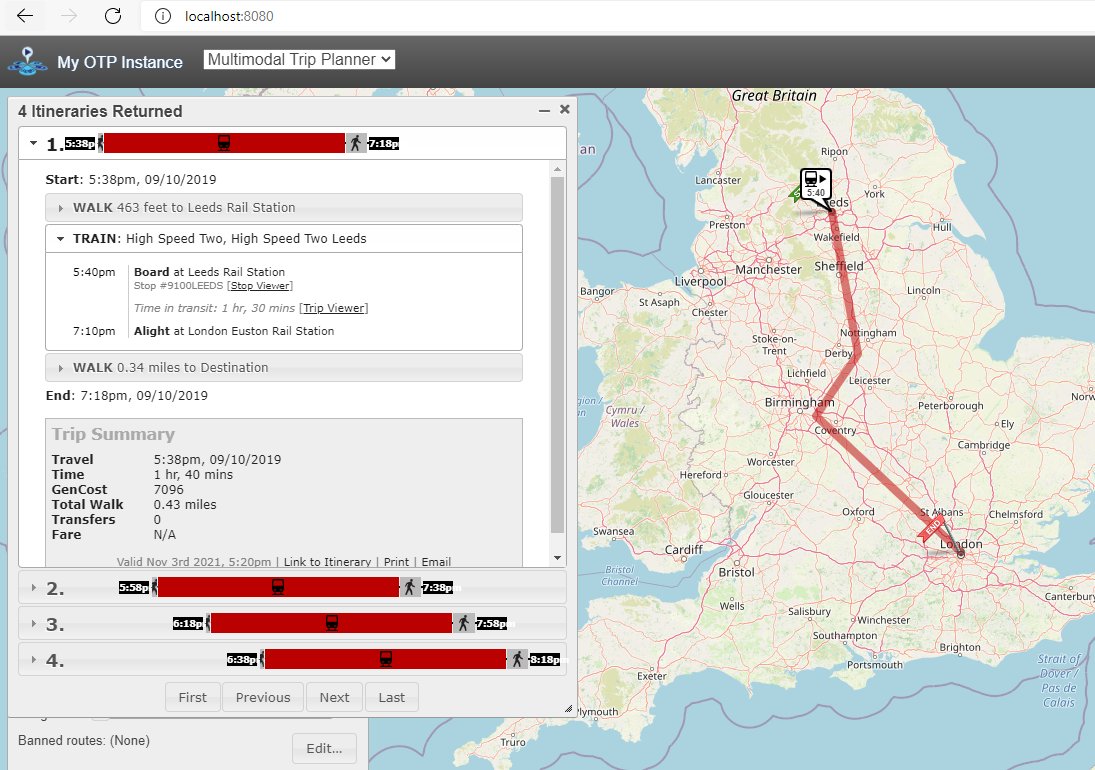 localhost:8080
My OTP Instance
Multimodal Trip Planner
4 Itineraries Returned
1. 5:38p 7:18p
Start: 5:38pm, 09/10/2019
WALK 463 feet to Leeds Rail Station
TRAIN: High Speed Two, High Speed Two Leeds
5:40pm Board at Leeds Rail Station
Stop #9100LEEDS [Stop Viewer]
Time in transit: 1 hr, 30 mins [Trip Viewer]
7:10pm Alight at London Euston Rail Station
WALK 0.34 miles to Destination
End: 7:18pm, 09/10/2019
Trip Summary
Travel 5:38pm, 09/10/2019
Time 1 hr, 40 mins
GenCost 7096
Total Walk 0.43 miles
Transfers 0
Fare N/A
Valid Nov 3rd 2021, 5:20pm | Link to Itinerary | Print | Email
2. 5:58p 7:38p
3. 6:18p 7:58p
4. 6:38p 8:18p
First Previous Next Last
Banned routes: (None)
Edit...
Great Britain
Ripon
Lancaster
York
5:40
eeds
Preston
Hull
Wakefield
Manchester
Sheffield
Liverpool
Bangor
St Asaph
Chester
Lincoln
Stoke-on-
Trent
Nottingham
Derby
Lichfield
Leicester
Birmingham
Peterborough
Norw
Cymru /
Wales
Coventry
Ely
Cambridge
Worcester
Hereford
Gloucester
Oxford
St Albans
Chelmsford
Swansea
London
Cardiff
Bristol
Bristol
Channel
Canterbury
Wells
Salisbury
Winchester
Southampton
Brighton
Portsmouth
Exeter
Strait of
Dover /
Pas de
Calais
Plymouth
Truro